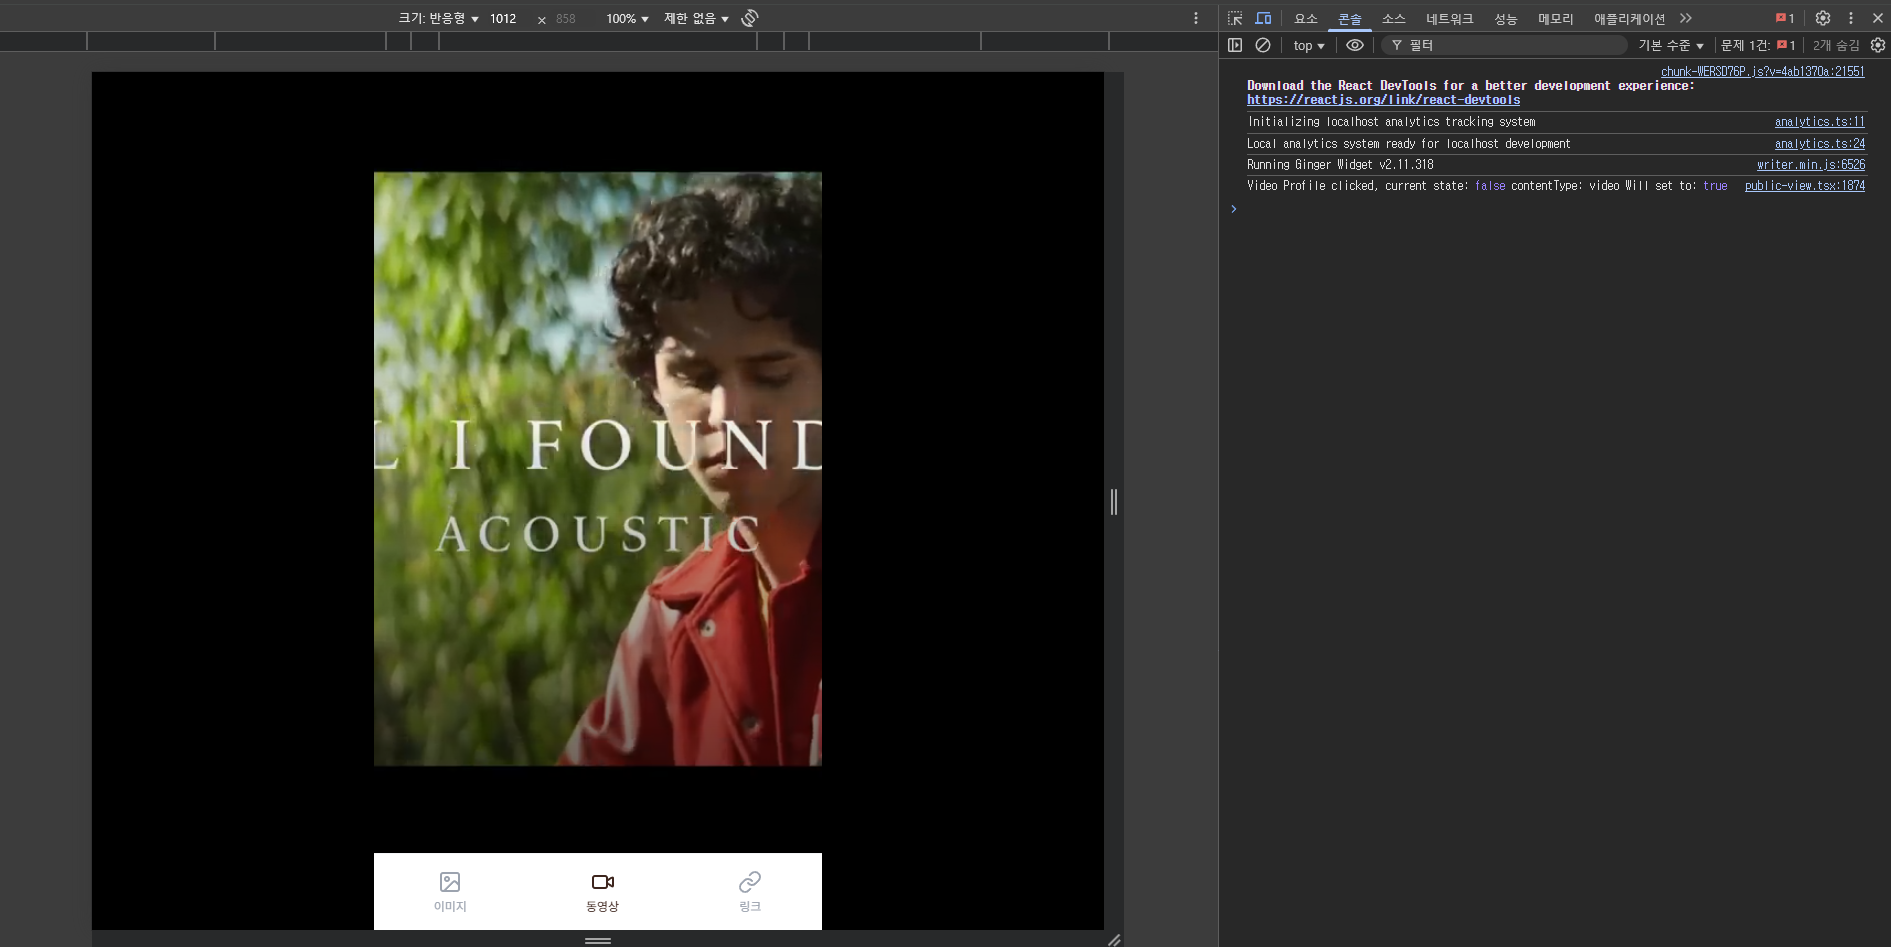 크기: 반응형 ▼ 1012 × 858 100% ▼ 제한 없음 ▼
요소 콘솔 소스 네트워크 성능 메모리 애플리케이션 1
top ▼ 필터 기본 수준 ▼ 문제 1건: 1 2개 숨김
chunk-WERSD76P.js?v=4ab1370a:21551
Download the React DevTools for a better development experience:
https://reactjs.org/link/react-devtools
Initializing localhost analytics tracking system analytics.ts:11
Local analytics system ready for localhost development analytics.ts:24
Running Ginger Widget v2.11.318 writer.min.js:6526
Video Profile clicked, current state: false contentType: video Will set to: true public-view.tsx:1874
L I FOUND
ACOUSTIC
이미지 동영상 링크